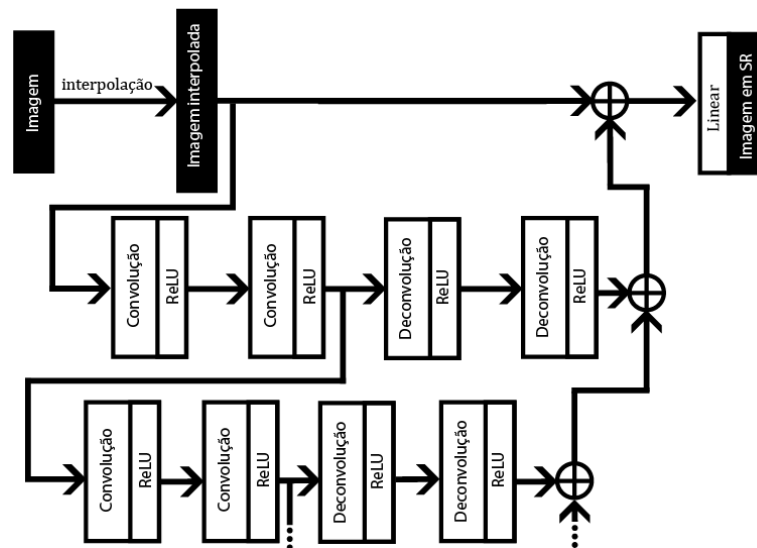 Imagem
interpolação
Imagem Interpolada
Linear
Imagem em SR
Convolução
ReLU
Convolução
ReLU
Deconvolução
ReLU
Deconvolução
ReLU
Convolução
ReLU
Convolução
ReLU
Deconvolução
ReLU
Deconvolução
ReLU